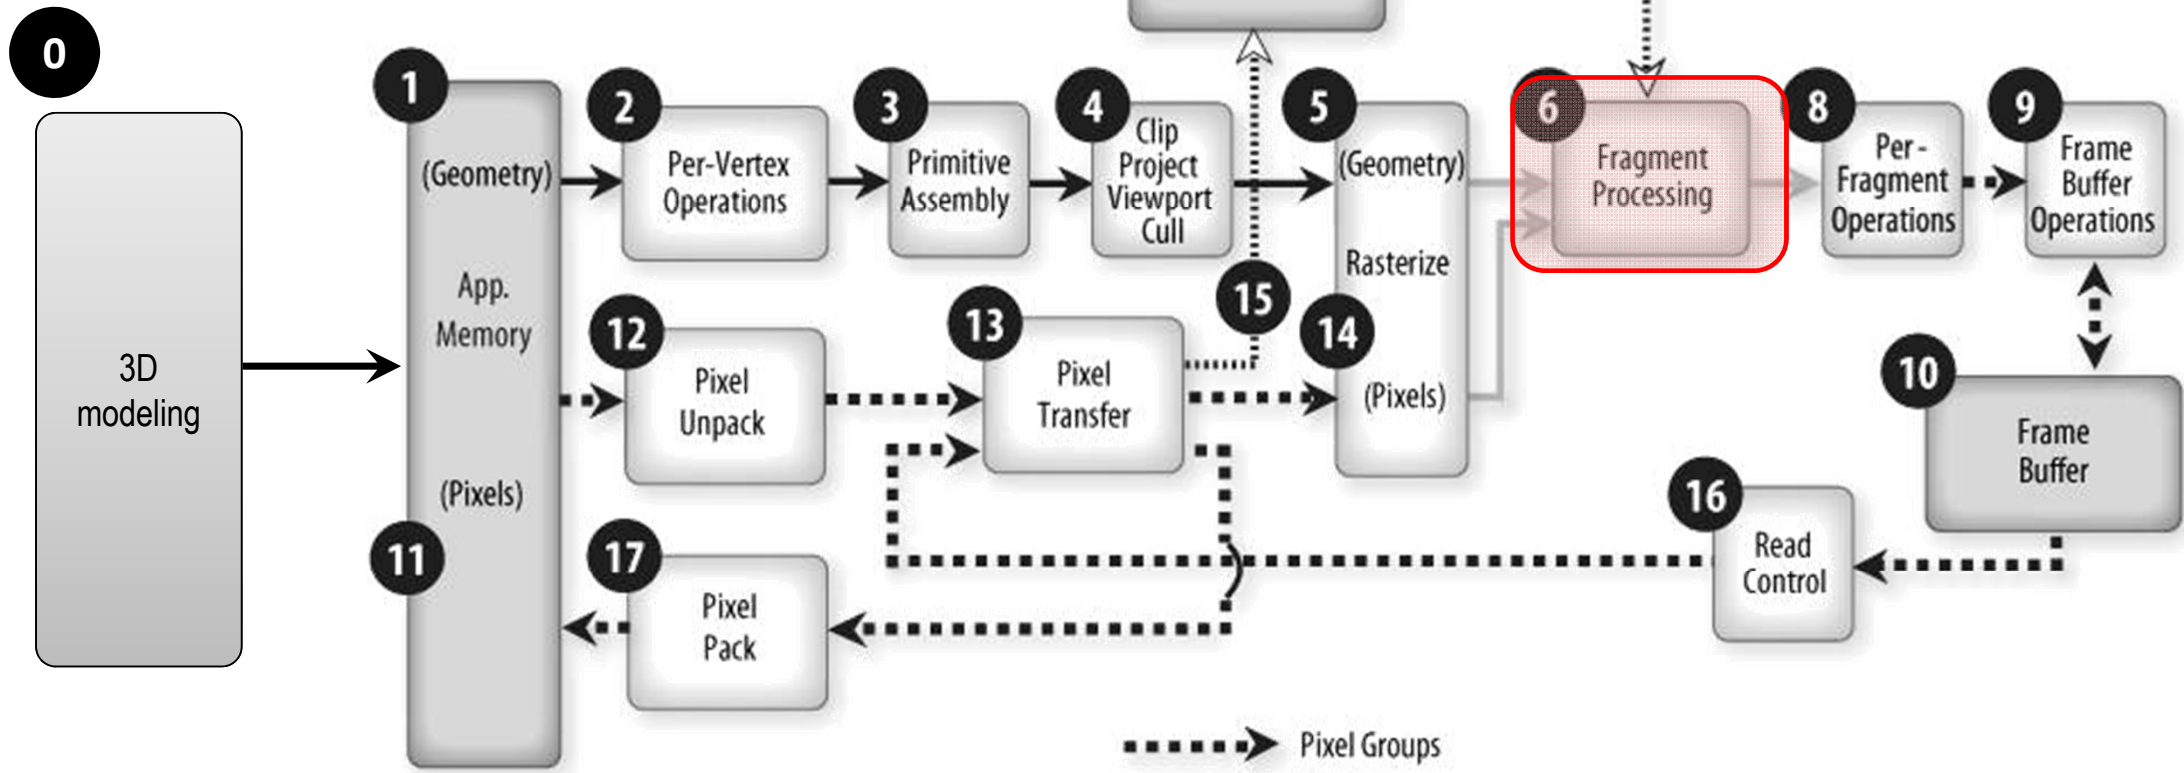 0
3D
modeling
1
(Geometry)
App.
Memory
(Pixels)
11
2
Per-Vertex
Operations
3
Primitive
Assembly
4
Clip
Project
Viewport
Cull
5
(Geometry)
Rasterize
14
(Pixels)
6
Fragment
Processing
8
Per-
Fragment
Operations
9
Frame
Buffer
Operations
12
Pixel
Unpack
13
Pixel
Transfer
15
10
Frame
Buffer
16
Read
Control
17
Pixel
Pack
Pixel Groups